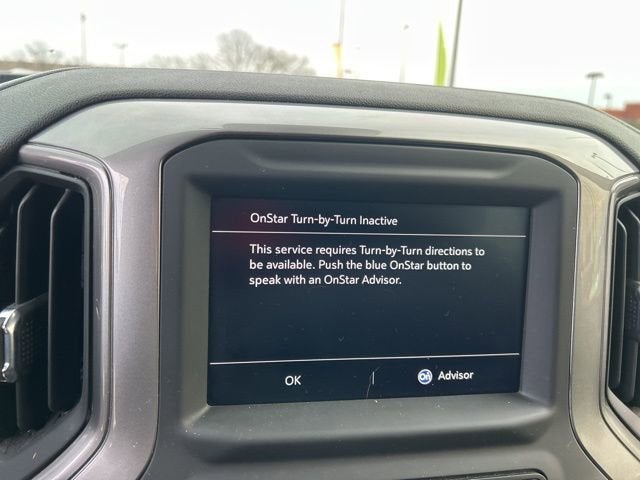 OnStar Turn-by-Turn Inactive
This service requires Turn-by-Turn directions to
be available. Push the blue OnStar button to
speak with an OnStar Advisor.
OK | On Advisor